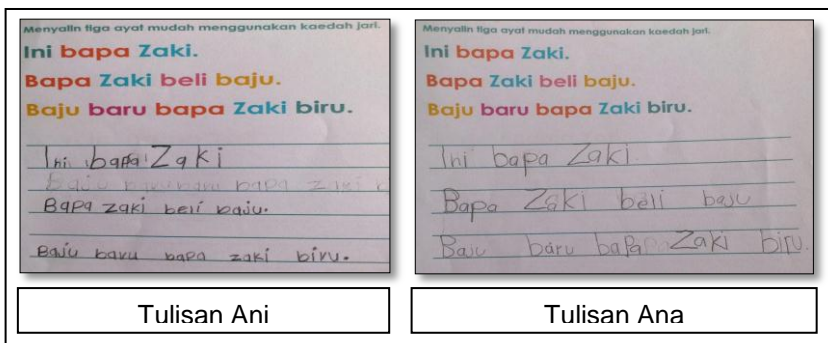 Menyalin tiga ayat mudah menggunakan kaedah jari.
Ini bapa Zaki.
Bapa Zaki beli baju.
Baju baru bapa Zaki biru.
Ini bapa Zaki
Bapa zaki beli baju.
Baju baru bapa zaki biru.
Tulisan Ani
Menyalin tiga ayat mudah menggunakan kaedah jari.
Ini bapa Zaki.
Bapa Zaki beli baju.
Baju baru bapa Zaki biru.
Ini bapa Zaki.
Bapa Zaki beli baju
Baju baru bapa Zaki biru.
Tulisan Ana